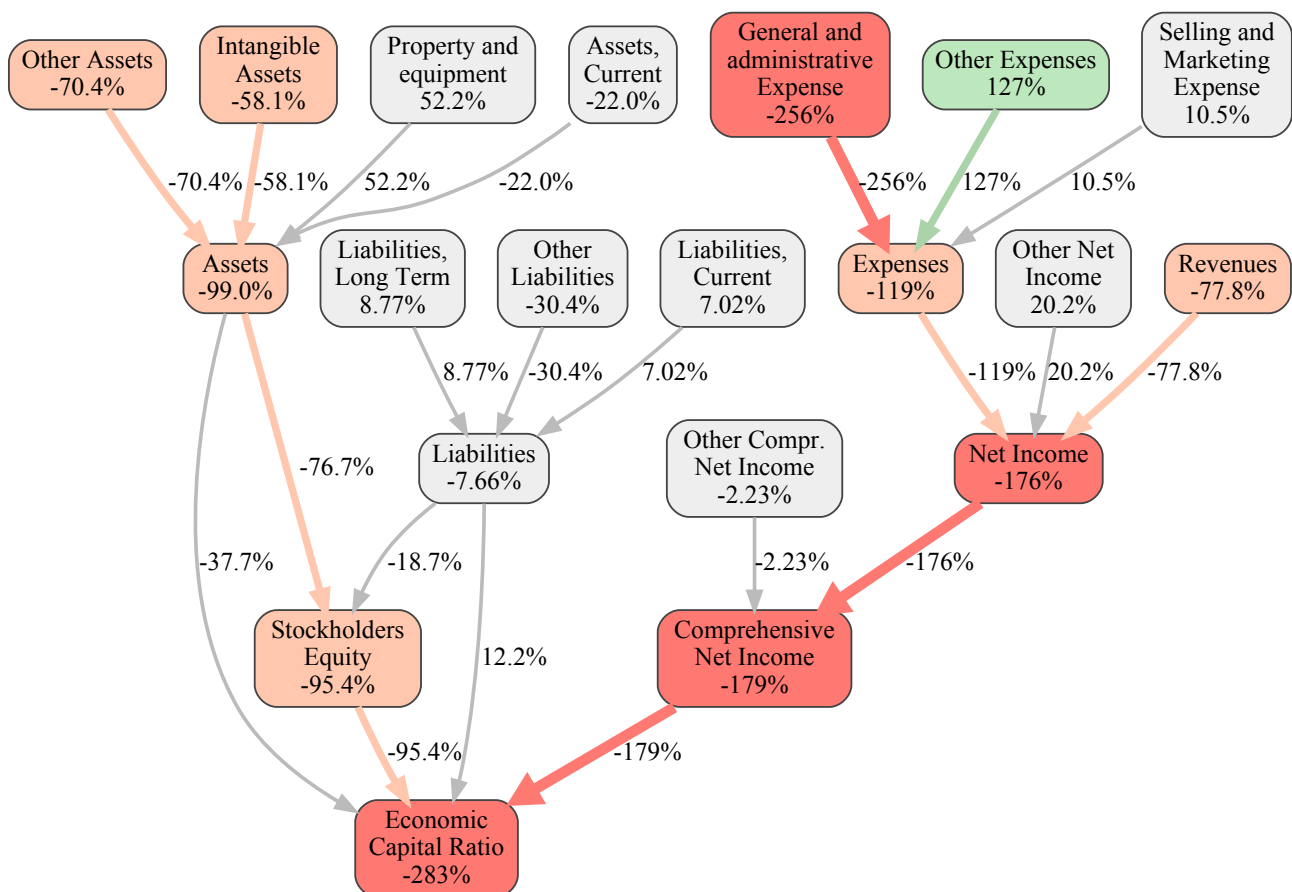 Other Assets
-70.4%
Intangible
Assets
-58.1%
Property and
equipment
52.2%
Assets,
Current
-22.0%
General and
administrative
Expense
-256%
Other Expenses
127%
Selling and
Marketing
Expense
10.5%
-70.4%
-58.1%
52.2%
-22.0%
-256%
127%
10.5%
Assets
-99.0%
Liabilities,
Long Term
8.77%
Other
Liabilities
-30.4%
Liabilities,
Current
7.02%
Expenses
-119%
Other Net
Income
20.2%
Revenues
-77.8%
8.77%
-30.4%
7.02%
-119%
20.2%
-77.8%
-76.7%
Liabilities
-7.66%
Other Compr.
Net Income
-2.23%
Net Income
-176%
-37.7%
-18.7%
-2.23%
-176%
Stockholders
Equity
-95.4%
12.2%
Comprehensive
Net Income
-179%
-95.4%
-179%
Economic
Capital Ratio
-283%